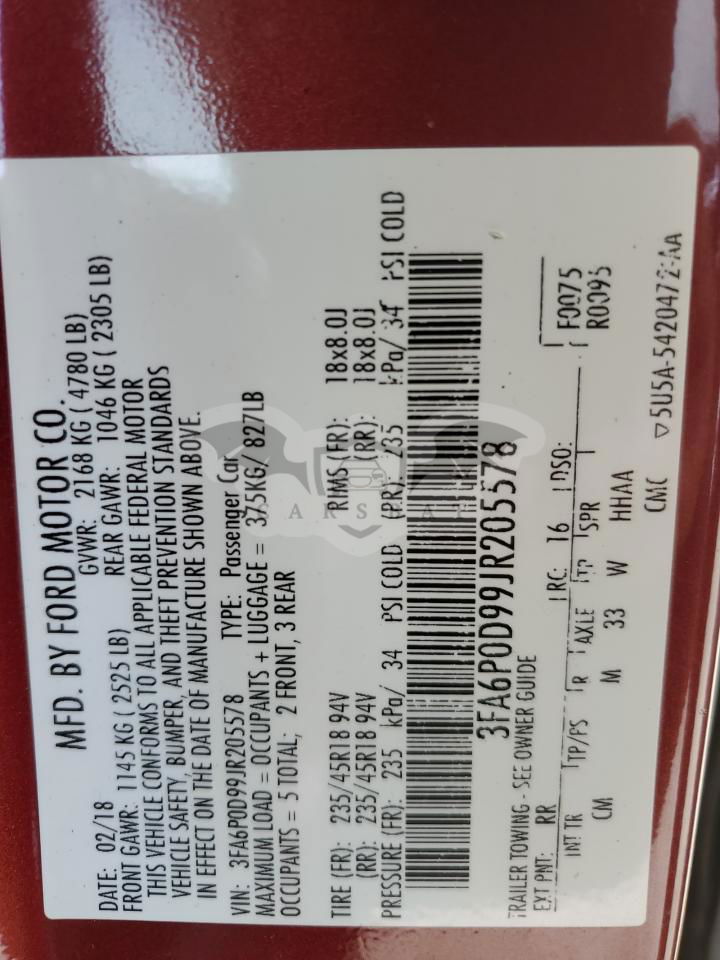 MFD. BY FORD MOTOR CO.
DATE: 02/18 GVWR: 2168 KG ( 4780 LB)
FRONT GAWR: 1145 KG ( 2525 LB) REAR GAWR: 1046 KG ( 2305 LB)
THIS VEHICLE CONFORMS TO ALL APPLICABLE FEDERAL MOTOR
VEHICLE SAFETY, BUMPER, AND THEFT PREVENTION STANDARDS
IN EFFECT ON THE DATE OF MANUFACTURE SHOWN ABOVE.
VIN: 3FA6P0D99JR205578 TYPE: Passenger Car
MAXIMUM LOAD = OCCUPANTS + LUGGAGE = 375KG/ 827LB
OCCUPANTS = 5 TOTAL; 2 FRONT, 3 REAR
TIRE (FR): 235/45R18 94V RIMS (FR): 18x8.0J
(RR): 235/45R18 94V (RR): 18x8.0J
PRESSURE (FR): 235 kPa/ 34 PSI COLD (RR): 235 kPa/ 34 PSI COLD
3FA6P0D99JR205578
TRAILER TOWING - SEE OWNER GUIDE
EXT PNT: RR RC: 16 DSO: F0075
R0095
INT TR TP/PS R AXLE TP SPR
CM M 33 W HHAA
CMC ▽5U5A-5420472-AA
CARSGAT